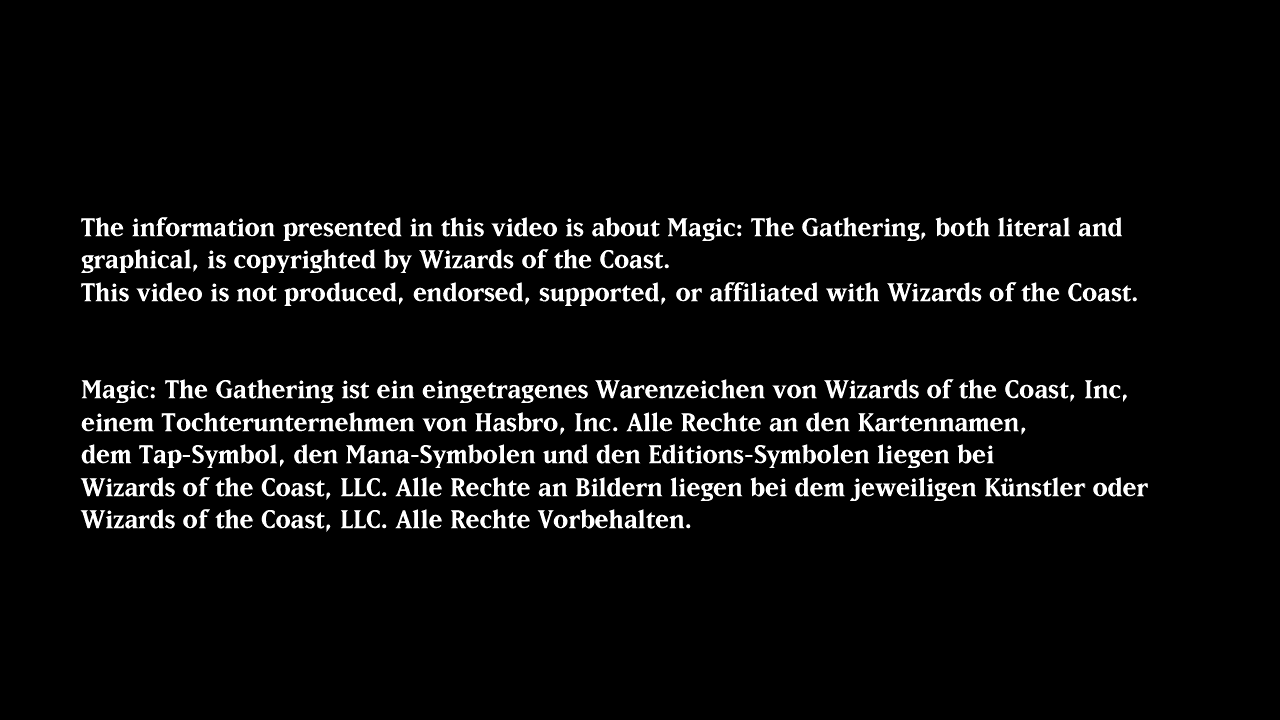 The information presented in this video is about Magic: The Gathering, both literal and
graphical, is copyrighted by Wizards of the Coast.
This video is not produced, endorsed, supported, or affiliated with Wizards of the Coast.
Magic: The Gathering ist ein eingetragenes Warenzeichen von Wizards of the Coast, Inc,
einem Tochterunternehmen von Hasbro, Inc. Alle Rechte an den Kartennamen,
dem Tap-Symbol, den Mana-Symbolen und den Editions-Symbolen liegen bei
Wizards of the Coast, LLC. Alle Rechte an Bildern liegen bei dem jeweiligen Künstler oder
Wizards of the Coast, LLC. Alle Rechte Vorbehalten.